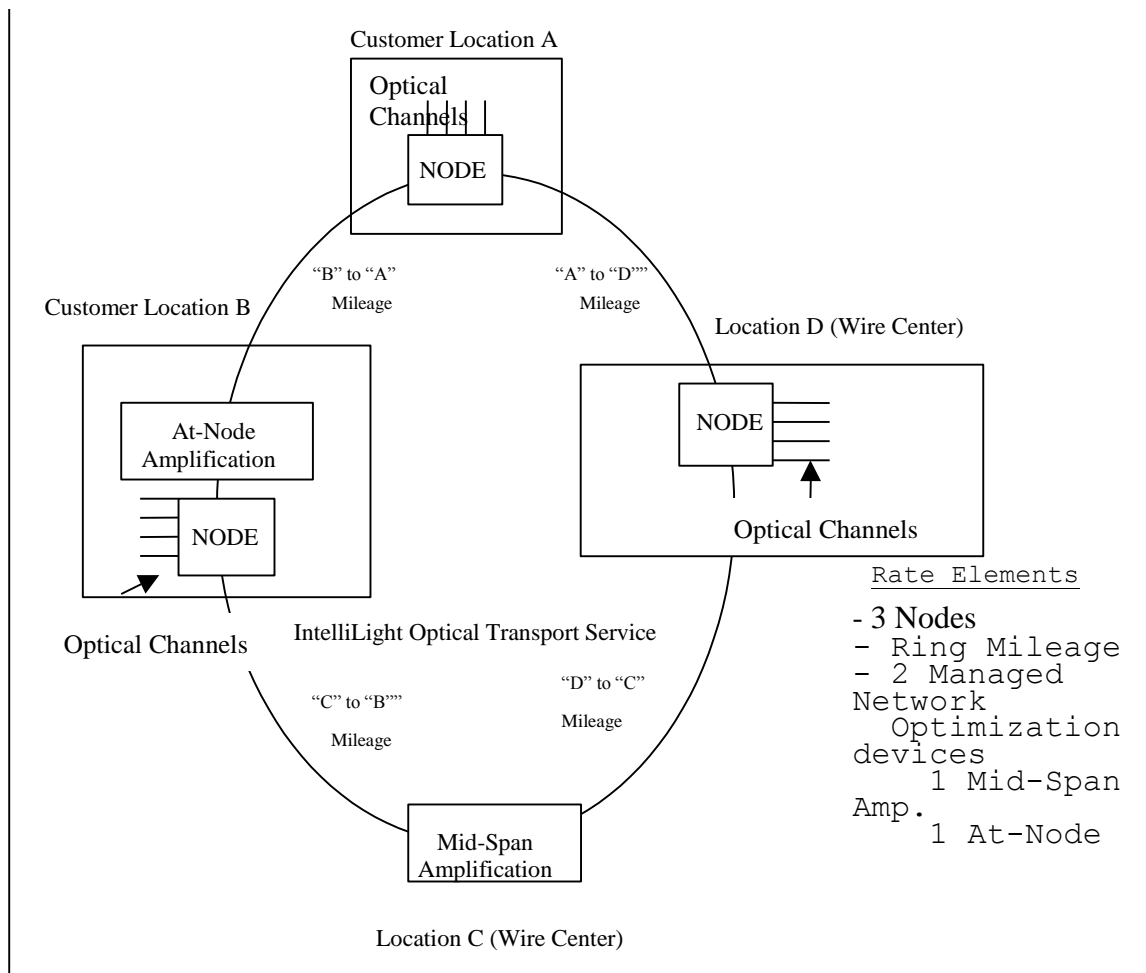 Customer Location A
Optical
Channels
NODE
“B” to “A”
Mileage
“A” to “D””
Mileage
Customer Location B
Location D (Wire Center)
At-Node
Amplification
NODE
NODE
Optical Channels
Optical Channels
IntelliLight Optical Transport Service
“C” to “B””
Mileage
“D” to “C”
Mileage
Mid-Span
Amplification
Location C (Wire Center)
Rate Elements
- 3 Nodes
- Ring Mileage
- 2 Managed
Network
Optimization
devices
1 Mid-Span
Amp.
1 At-Node